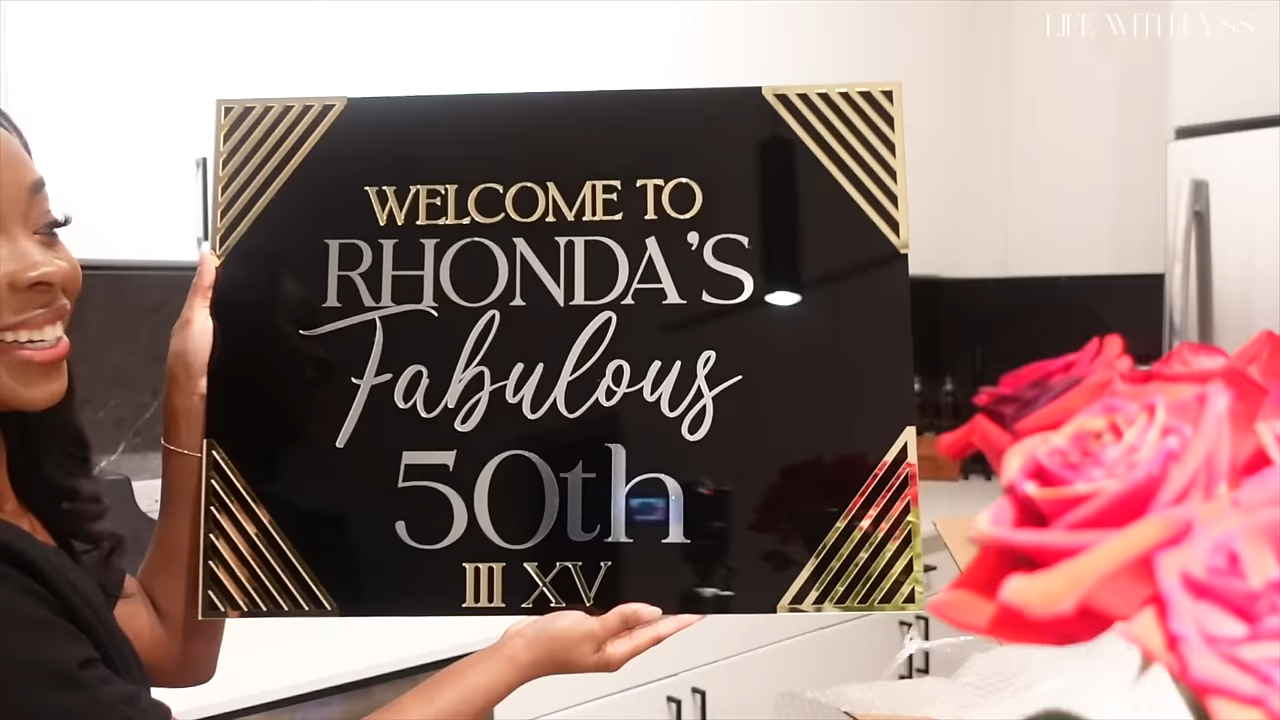 LIFE WITH LYSS
WELCOME TO
RHONDA'S
Fabulous
50th
III XV